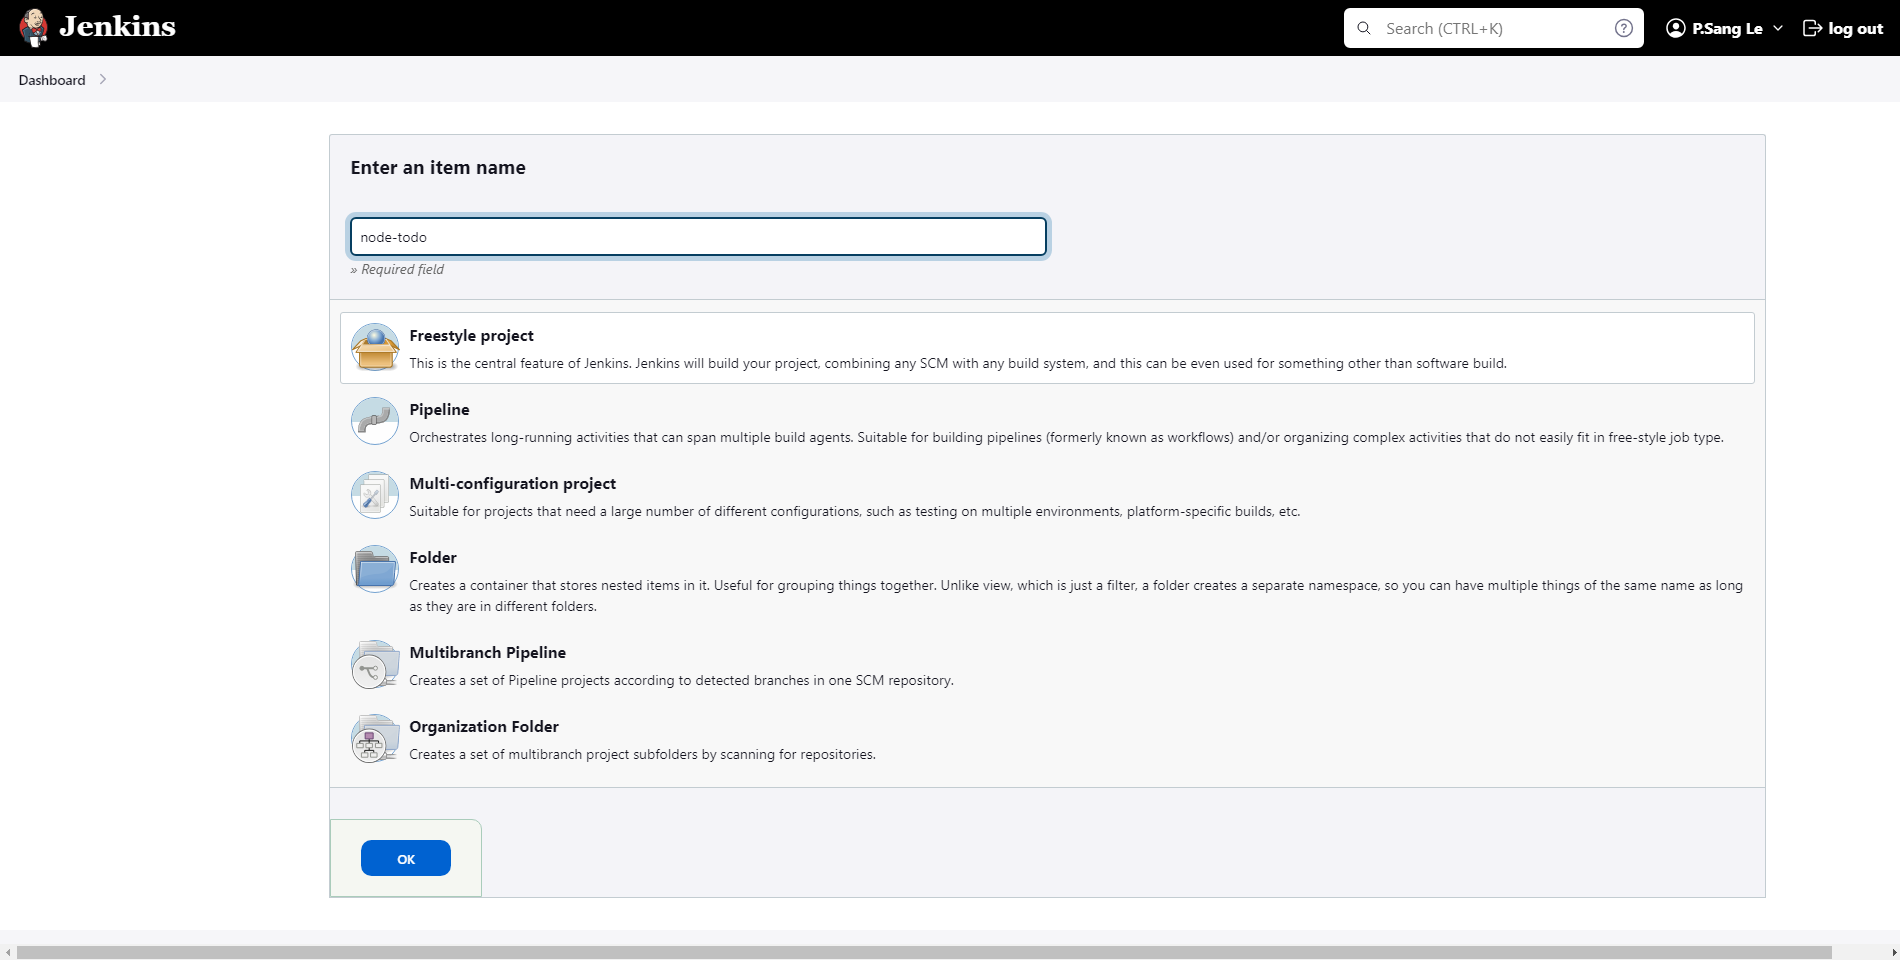 Jenkins
Search (CTRL+K)
P.Sang Le
log out
Dashboard
Enter an item name
node-todo
» Required field
Freestyle project
This is the central feature of Jenkins. Jenkins will build your project, combining any SCM with any build system, and this can be even used for something other than software build.
Pipeline
Orchestrates long-running activities that can span multiple build agents. Suitable for building pipelines (formerly known as workflows) and/or organizing complex activities that do not easily fit in free-style job type.
Multi-configuration project
Suitable for projects that need a large number of different configurations, such as testing on multiple environments, platform-specific builds, etc.
Folder
Creates a container that stores nested items in it. Useful for grouping things together. Unlike view, which is just a filter, a folder creates a separate namespace, so you can have multiple things of the same name as long
as they are in different folders.
Multibranch Pipeline
Creates a set of Pipeline projects according to detected branches in one SCM repository.
Organization Folder
Creates a set of multibranch project subfolders by scanning for repositories.
OK